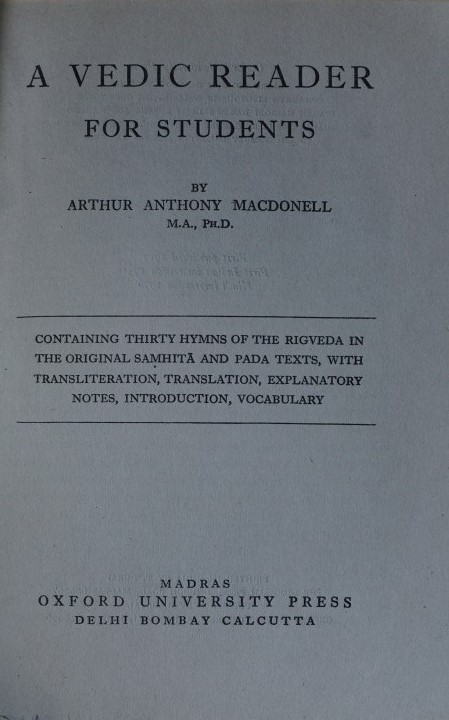 A VEDIC READER
FOR STUDENTS
BY
ARTHUR ANTHONY MACDONELL
M.A., PH.D.
CONTAINING THIRTY HYMNS OF THE RIGVEDA IN
THE ORIGINAL SAṂHITĀ AND PADA TEXTS, WITH
TRANSLITERATION, TRANSLATION, EXPLANATORY
NOTES, INTRODUCTION, VOCABULARY
MADRAS
OXFORD UNIVERSITY PRESS
DELHI BOMBAY CALCUTTA